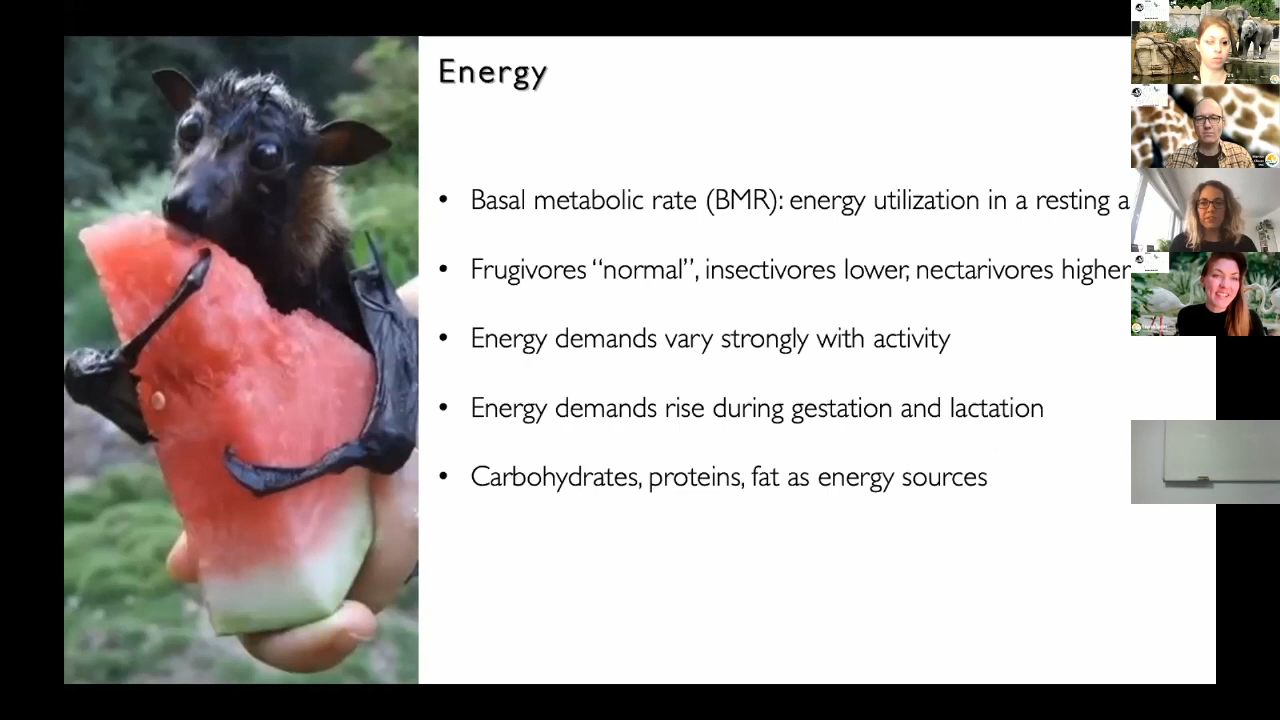 Energy
• Basal metabolic rate (BMR): energy utilization in a resting a
• Frugivores “normal”, insectivores lower, nectarivores higher
• Energy demands vary strongly with activity
• Energy demands rise during gestation and lactation
• Carbohydrates, proteins, fat as energy sources